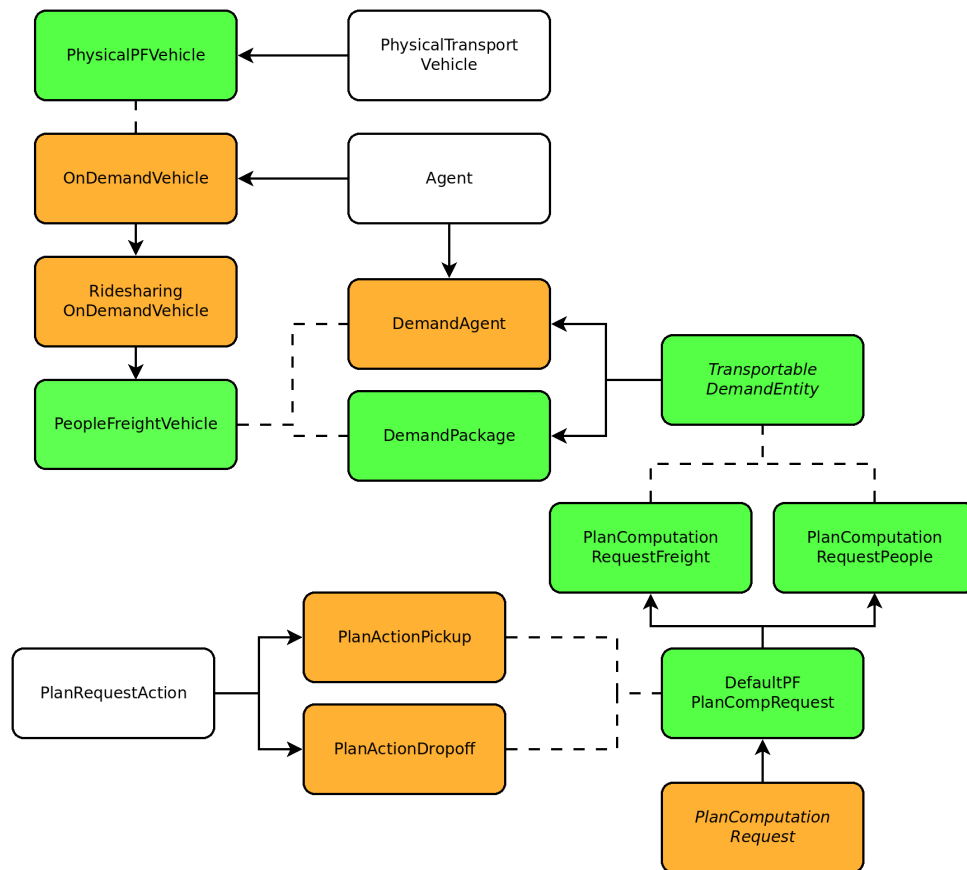 PhysicalPFVehicle
PhysicalTransport
Vehicle
OnDemandVehicle
Agent
Ridesharing
OnDemandVehicle
DemandAgent
Transportable
DemandEntity
PeopleFreightVehicle
DemandPackage
PlanComputation
RequestFreight
PlanComputation
RequestPeople
PlanActionPickup
PlanRequestAction
DefaultPF
PlanCompRequest
PlanActionDropoff
PlanComputation
Request